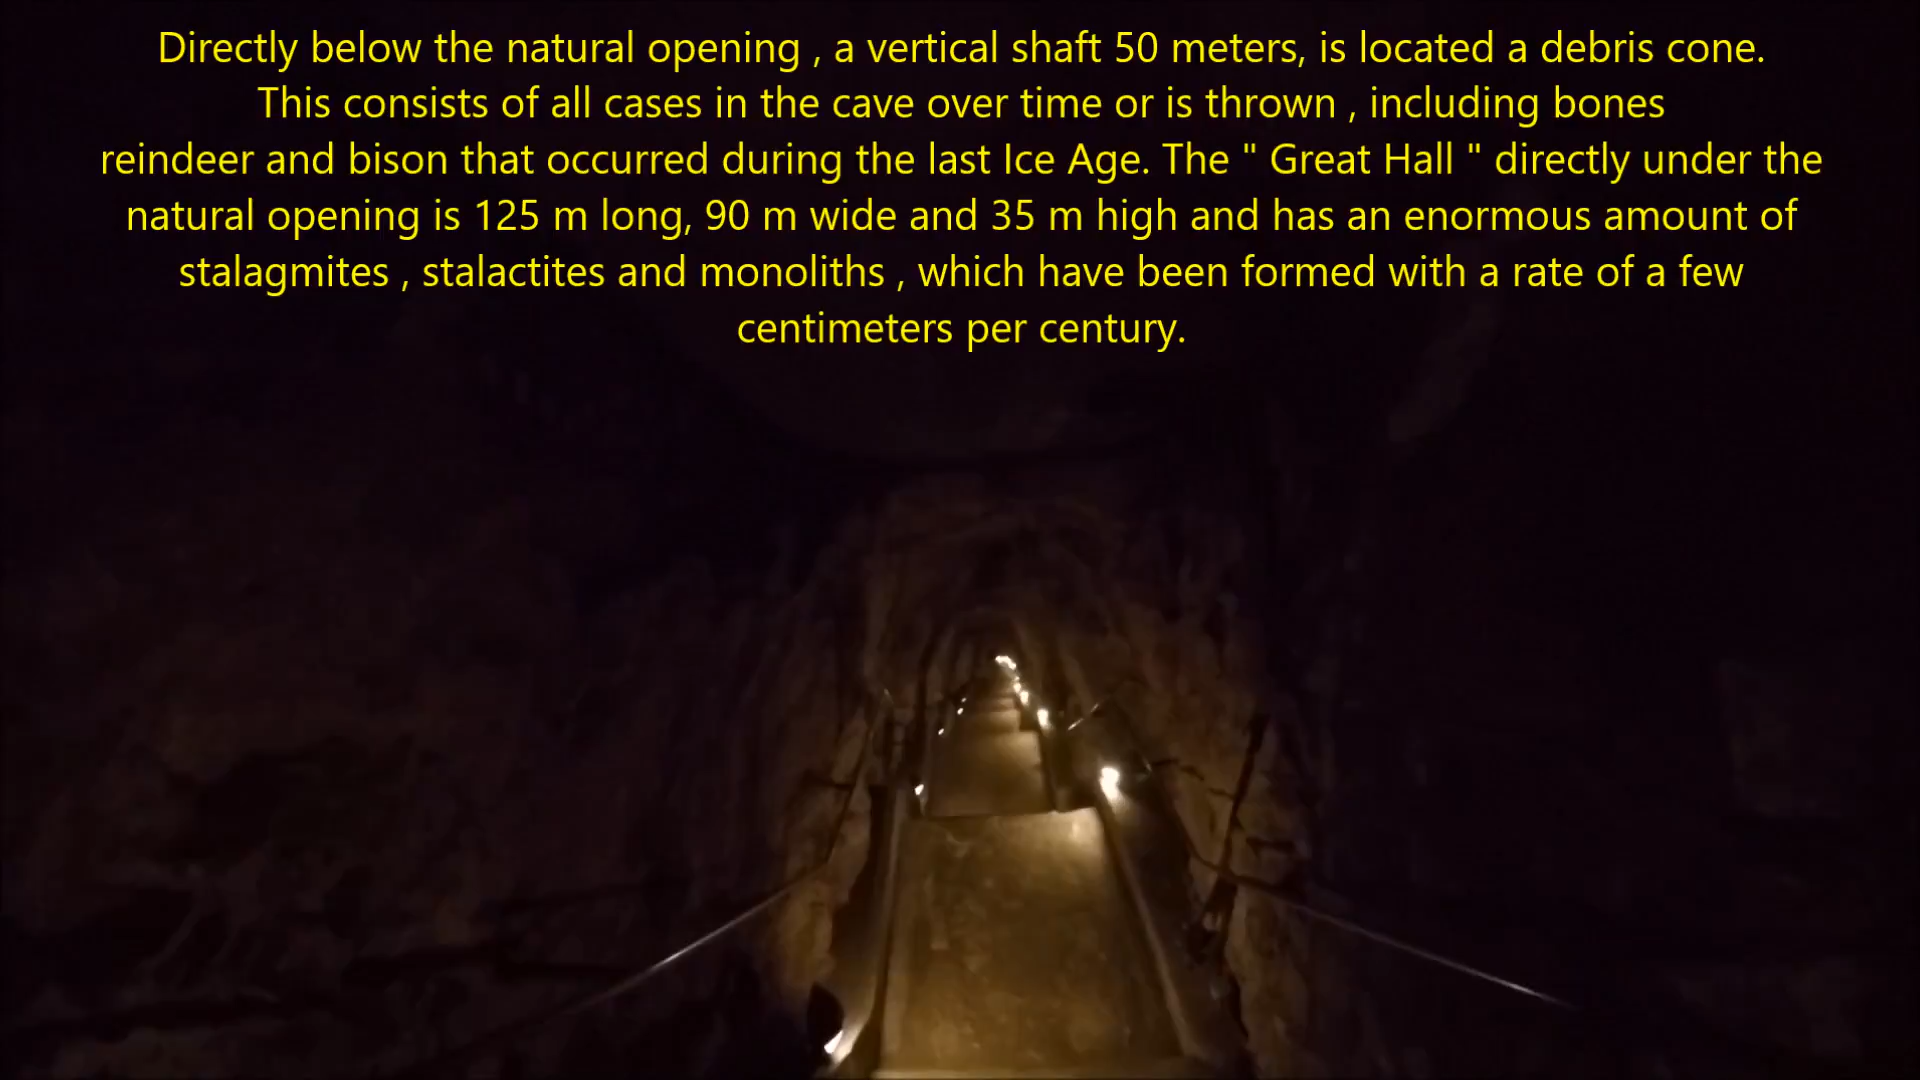 Directly below the natural opening , a vertical shaft 50 meters, is located a debris cone.
This consists of all cases in the cave over time or is thrown , including bones
reindeer and bison that occurred during the last Ice Age. The " Great Hall " directly under the
natural opening is 125 m long, 90 m wide and 35 m high and has an enormous amount of
stalagmites , stalactites and monoliths , which have been formed with a rate of a few
centimeters per century.